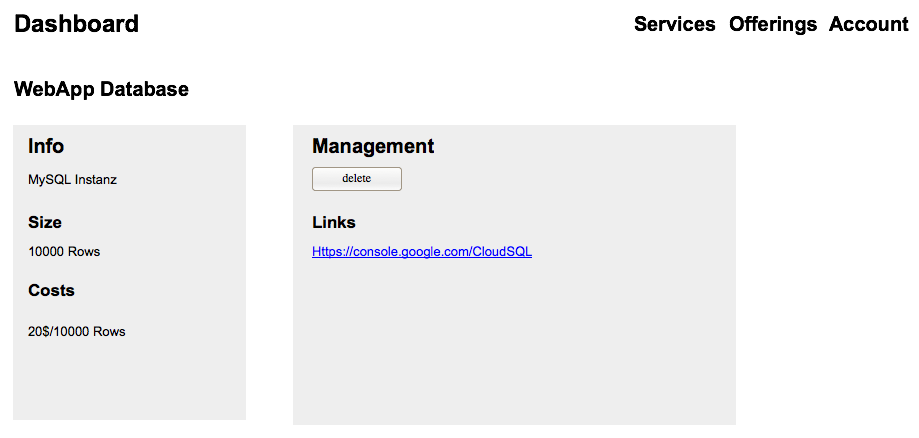 Dashboard
Services Offerings Account
WebApp Database
Info
MySQL Instanz
Size
10000 Rows
Costs
20$/10000 Rows
Management
delete
Links
Https://console.google.com/CloudSQL